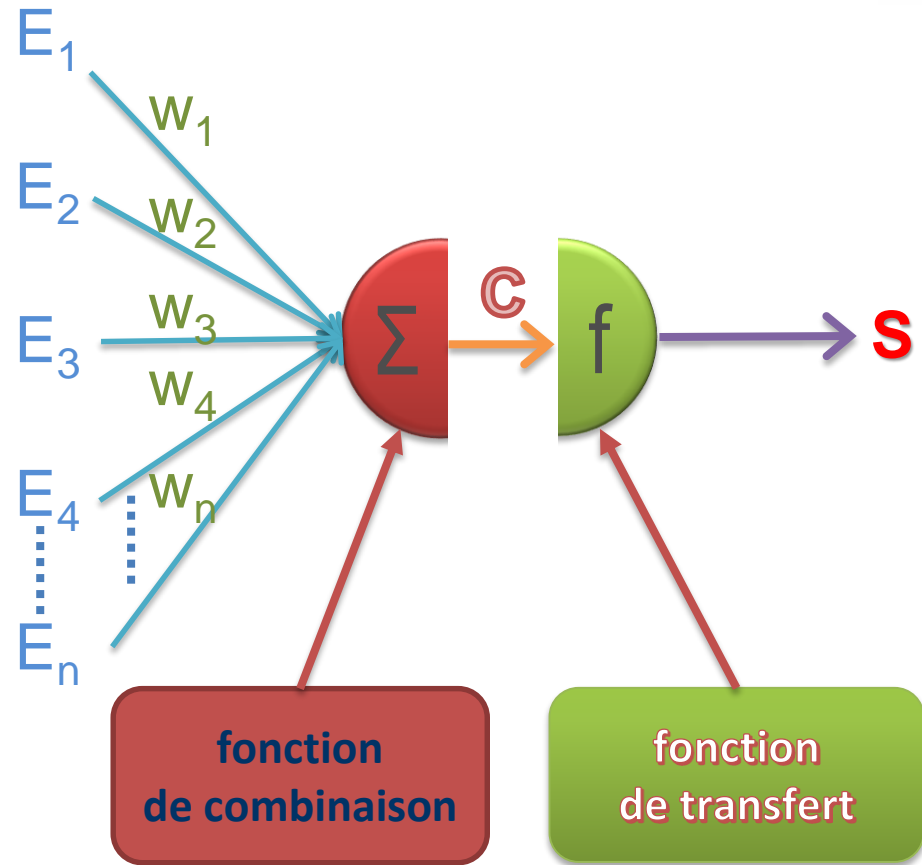 E1
w1
E2
w2
E3
w3
E4
w4
En
wn
Σ
C
f
S
fonction
de combinaison
fonction
de transfert